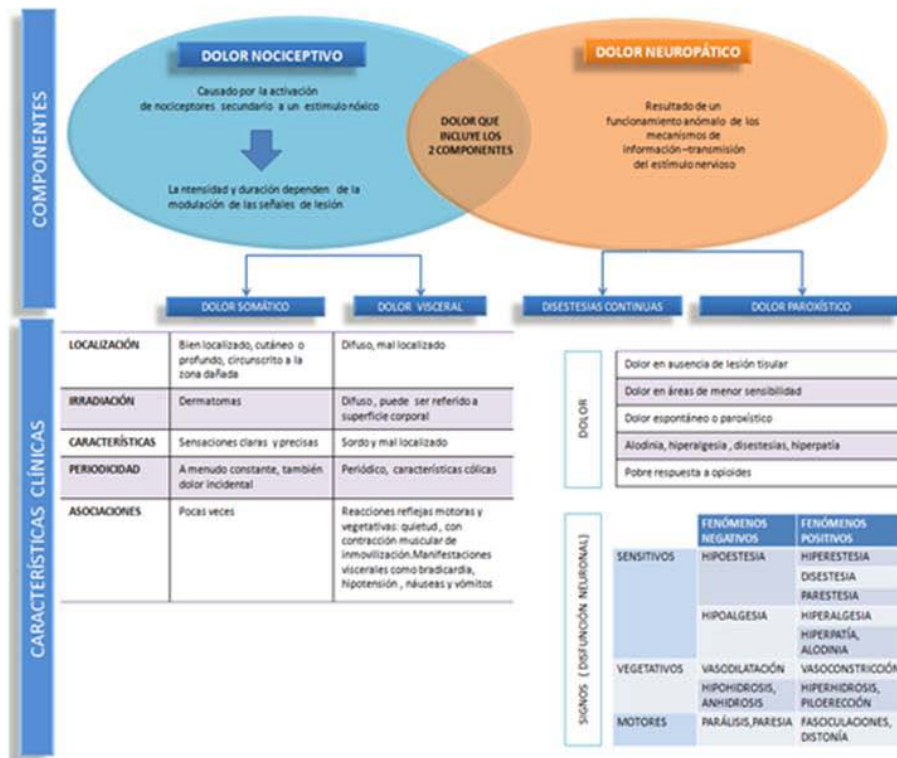 COMPONENTES
DOLOR NOCICEPTIVO
Causado por la activación
de nociceptores secundario a un estimulo nóxico
La ntensidad y duración dependen de la
modulación de las señales de lesión
DOLOR QUE
INCLUYE LOS
2 COMPONENTES
DOLOR NEUROPÁTICO
Resultado de un
funcionamiento anómalo de los
mecanismos de
información–transmisión
del estímulo nervioso
DOLOR SOMÁTICO
DOLOR VISCERAL
DISESTESIAS CONTINUAS
DOLOR PAROXÍSTICO
CARACTERÍSTICAS CLÍNICAS
LOCALIZACIÓN
Bien localizado, cutáneo o
profundo, circunscrito a la
zona dañada
Difuso, mal localizado
IRRADIACIÓN
Dermatomas
Difuso , puede ser referido a
superficie corporal
CARACTERÍSTICAS
Sensaciones claras y precisas
Sordo y mal localizado
PERIODICIDAD
A menudo constante, también
dolor incidental
Periódico, características cólicas
ASOCIACIONES
Pocas veces
Reacciones reflejas motoras y
vegetativas: quietud , con
contracción muscular de
inmovilización.Manifestaciones
viscerales como bradicardia,
hipotensión , náuseas y vómitos
DOLOR
Dolor en ausencia de lesión tisular
Dolor en áreas de menor sensibilidad
Dolor espontáneo o paroxístico
Alodinia, hiperalgesia , disestesias, hiperpatía
Pobre respuesta a opioides
SIGNOS ( DISFUNCIÓN NEURONAL)
FENÓMENOS
NEGATIVOS
FENÓMENOS
POSITIVOS
SENSITIVOS
HIPOESTESIA
HIPERESTESIA
DISESTESIA
PARESTESIA
HIPOALGESIA
HIPERALGESIA
HIPERPATÍA,
ALODINIA
VEGETATIVOS
VASODILATACIÓN
VASOCONSTRICCIÓN
HIPOHIDROSIS,
ANHIDROSIS
HIPERHIDROSIS,
PILOERECCIÓN
MOTORES
PARÁLISIS,PARESIA
FASOCULACIONES,
DISTONÍA